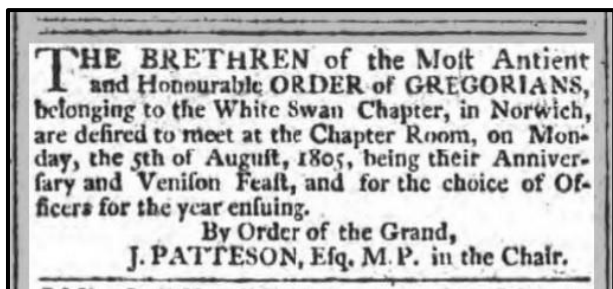 THE BRETHREN of the Moſt Antient
and Honourable ORDER of GREGORIANS,
belonging to the White Swan Chapter, in Norwich,
are deſired to meet at the Chapter Room, on Mon-
day, the 5th of Auguſt, 1805, being their Anniver-
ſary and Veniſon Feaſt, and for the choice of Of-
ficers for the year enſuing.
By Order of the Grand,
J. PATTESON, Eſq. M. P. in the Chair.